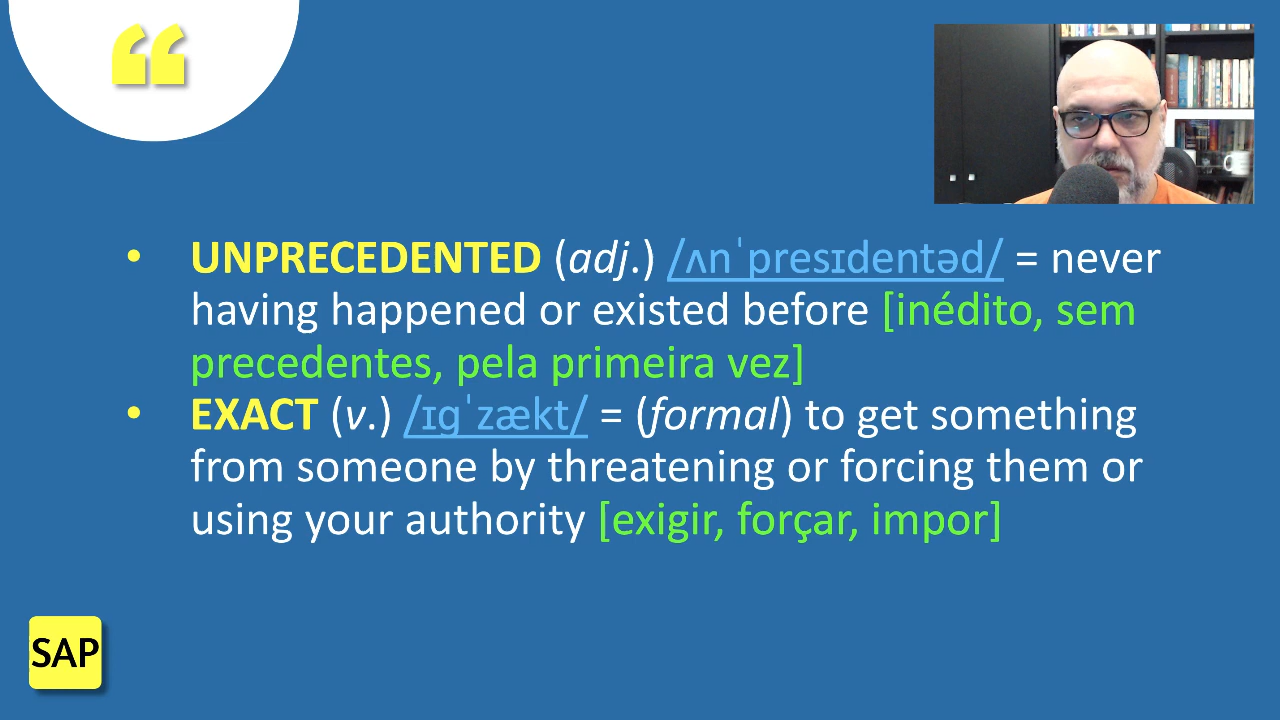 “
• UNPRECEDENTED (adj.) /ʌnˈpresɪdentəd/ = never
having happened or existed before [inédito, sem
precedentes, pela primeira vez]
• EXACT (v.) /ɪgˈzækt/ = (formal) to get something
from someone by threatening or forcing them or
using your authority [exigir, forçar, impor]
SAP